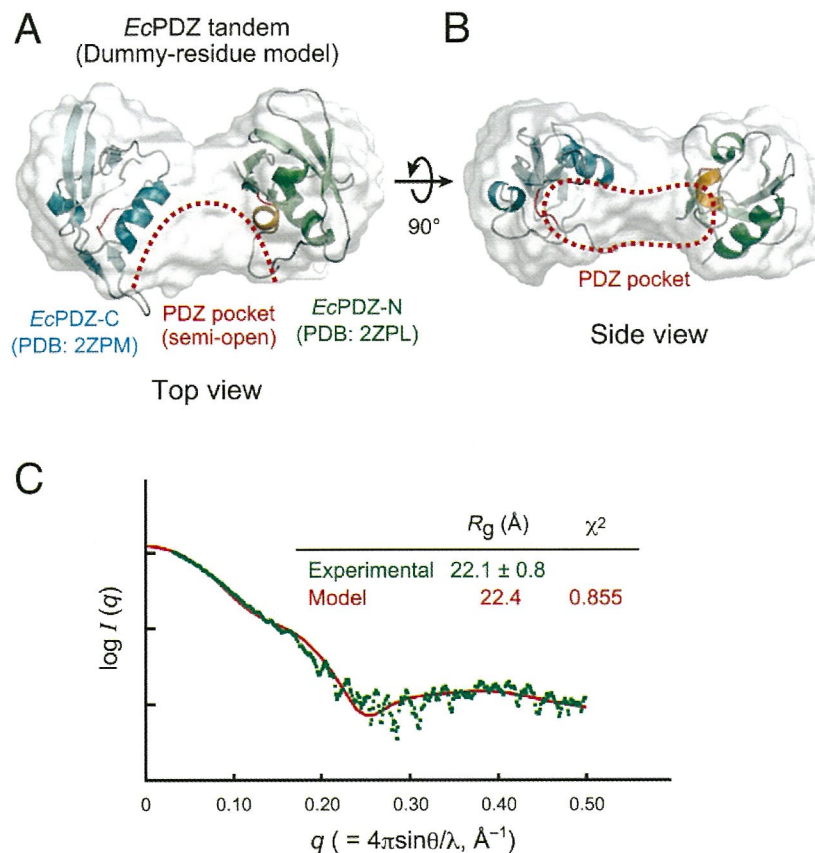 A
EcPDZ tandem
(Dummy-residue model)
B
90°
EcPDZ-C
(PDB: 2ZPM)
PDZ pocket
(semi-open)
EcPDZ-N
(PDB: 2ZPL)
Top view
PDZ pocket
Side view
C
Rg (Å) χ²
Experimental 22.1 ± 0.8
Model 22.4 0.855
log I (q)
0 0.10 0.20 0.30 0.40 0.50
q ( = 4πsinθ/λ, Å⁻¹)